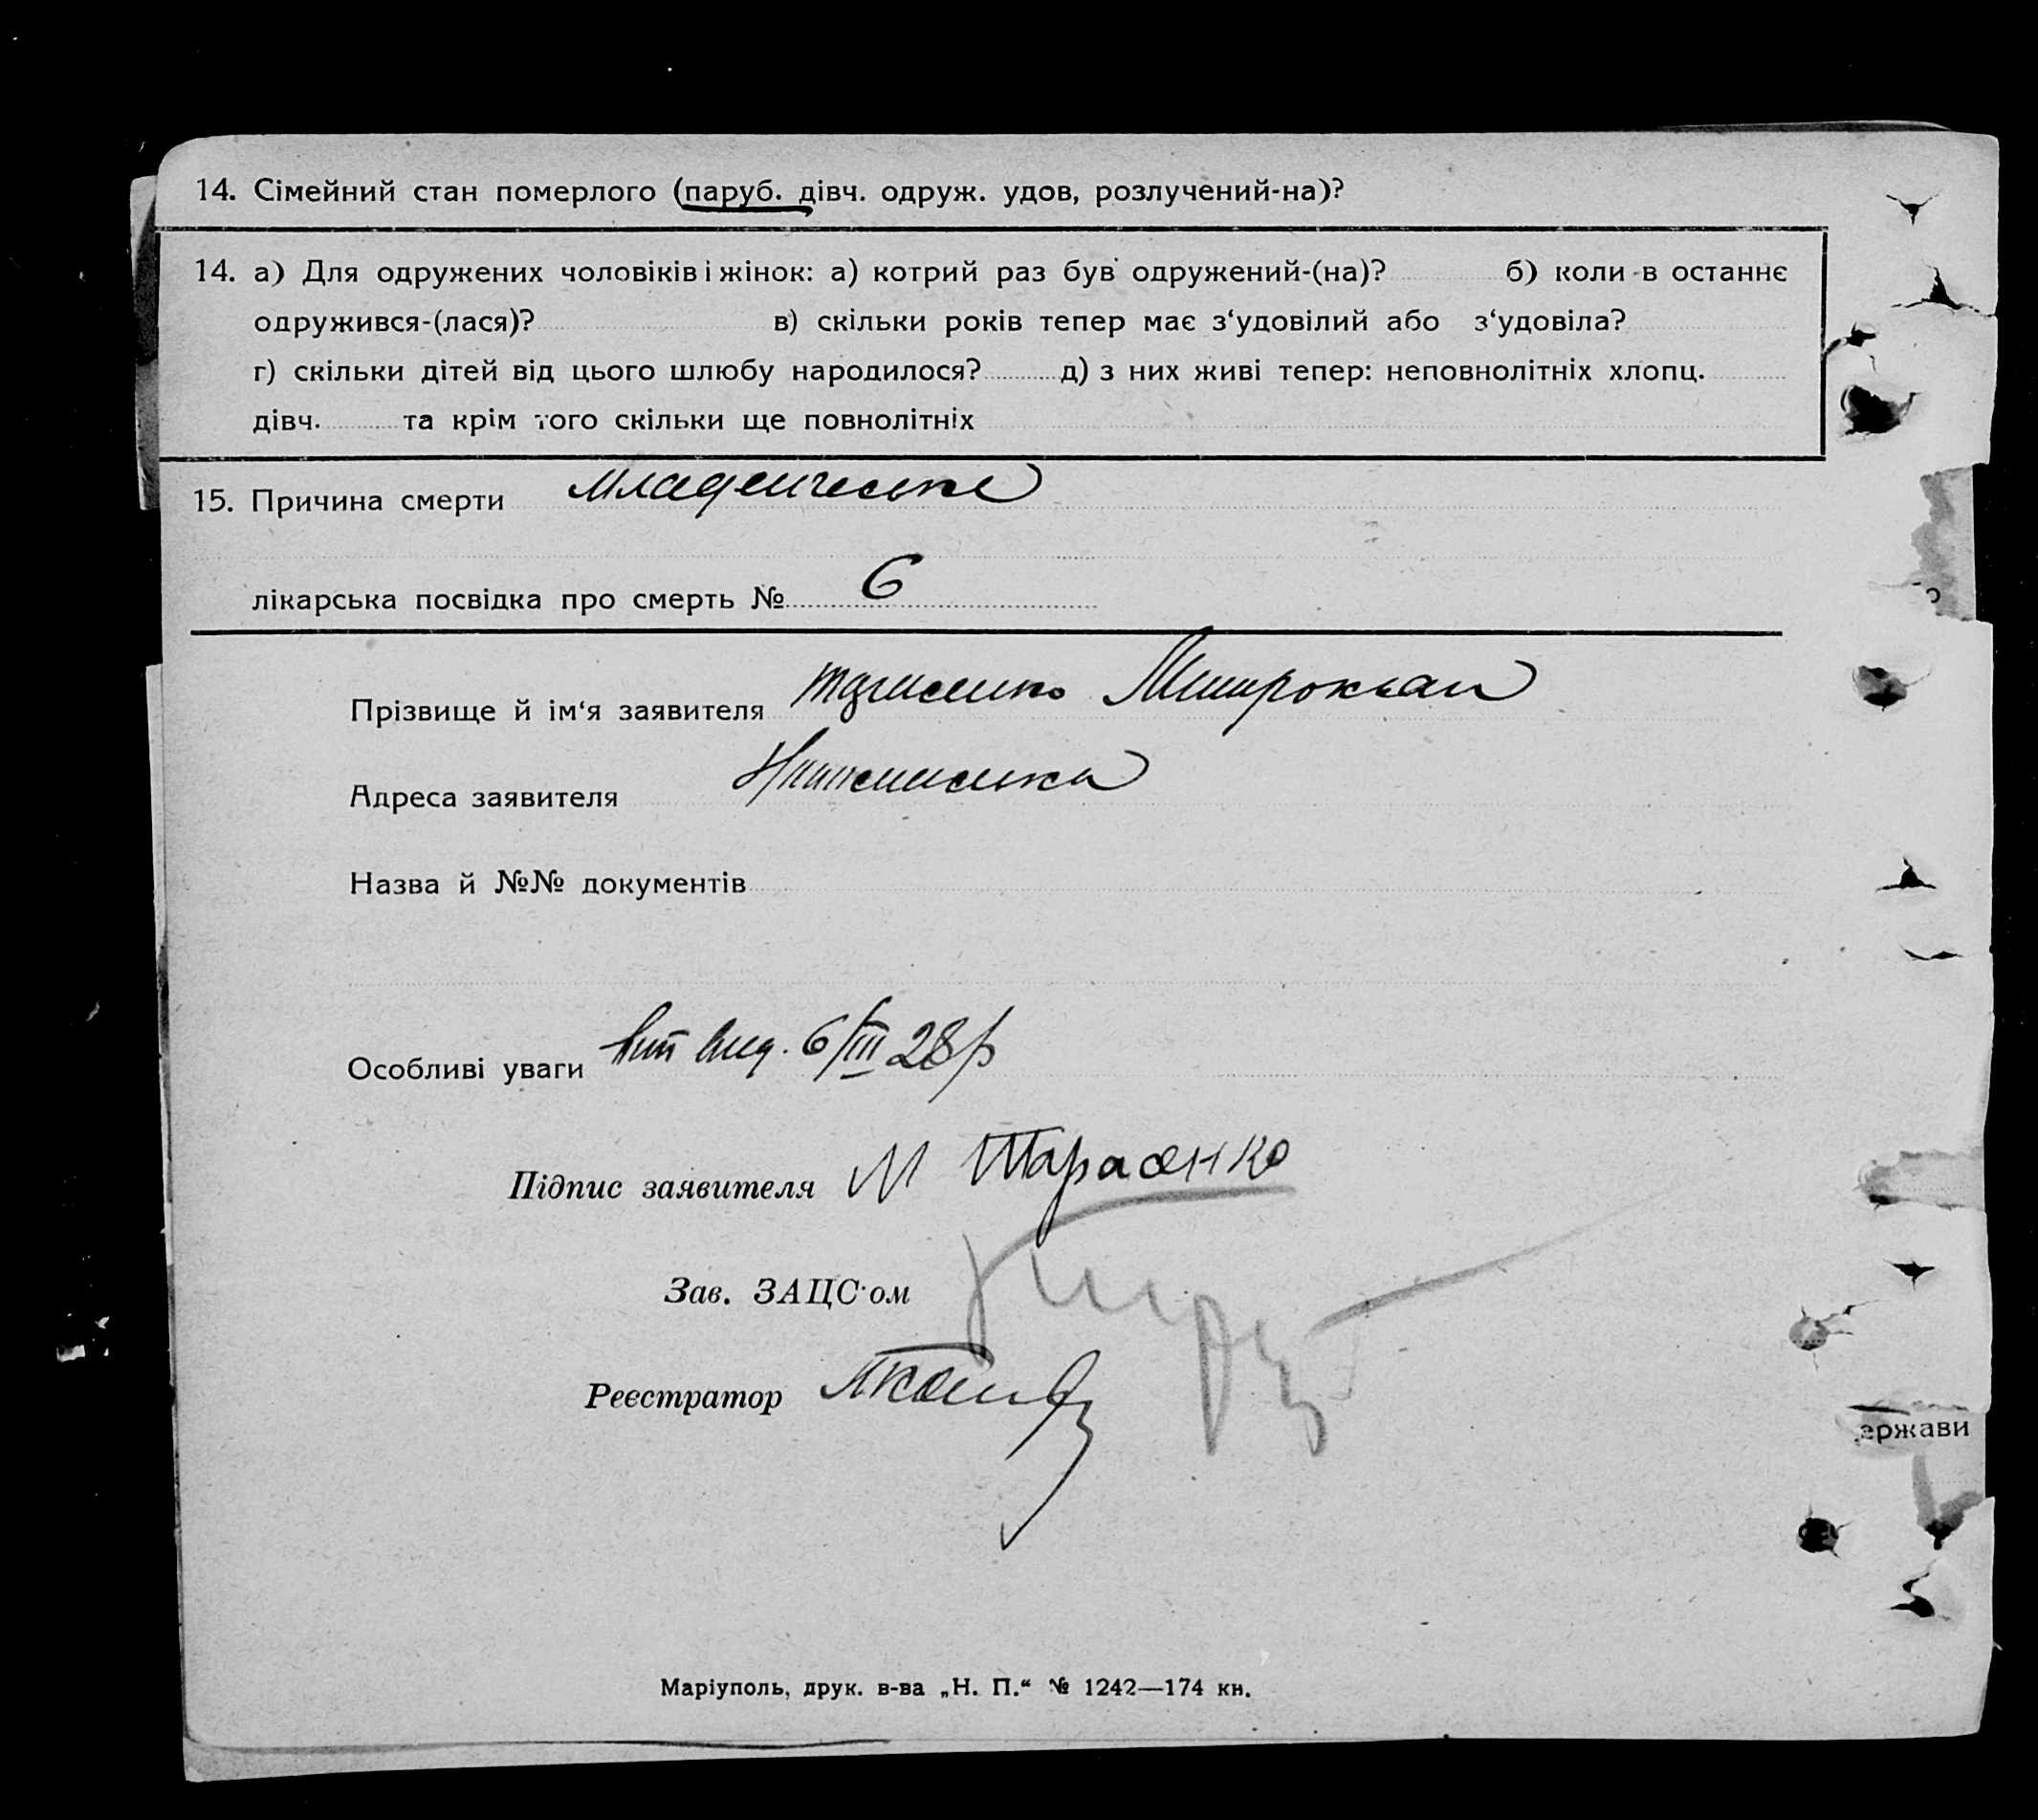 14. Сімейний стан померлого (паруб. дівч. одруж. удов, розлучений-на)?
14. а) Для одружених чоловіків і жінок: а) котрий раз був одружений-(на)? б) коли в останнє
одружився-(лася)? в) скільки років тепер має з‘удовілий або з‘удовіла?
г) скільки дітей від цього шлюбу народилося? д) з них живі тепер: неповнолітніх хлопц.
дівч. та крім того скільки ще повнолітніх
15. Причина смерти
лікарська посвідка про смерть № 6
Прізвище й ім‘я заявителя
Адреса заявителя
Назва й №№ документів
Особливі уваги 6/III 28р
Підпис заявителя М Тарасенко
Зав. ЗАЦС·ом
Реєстратор
ержави
Маріуполь, друк. в-ва „Н. П.“ № 1242—174 кн.